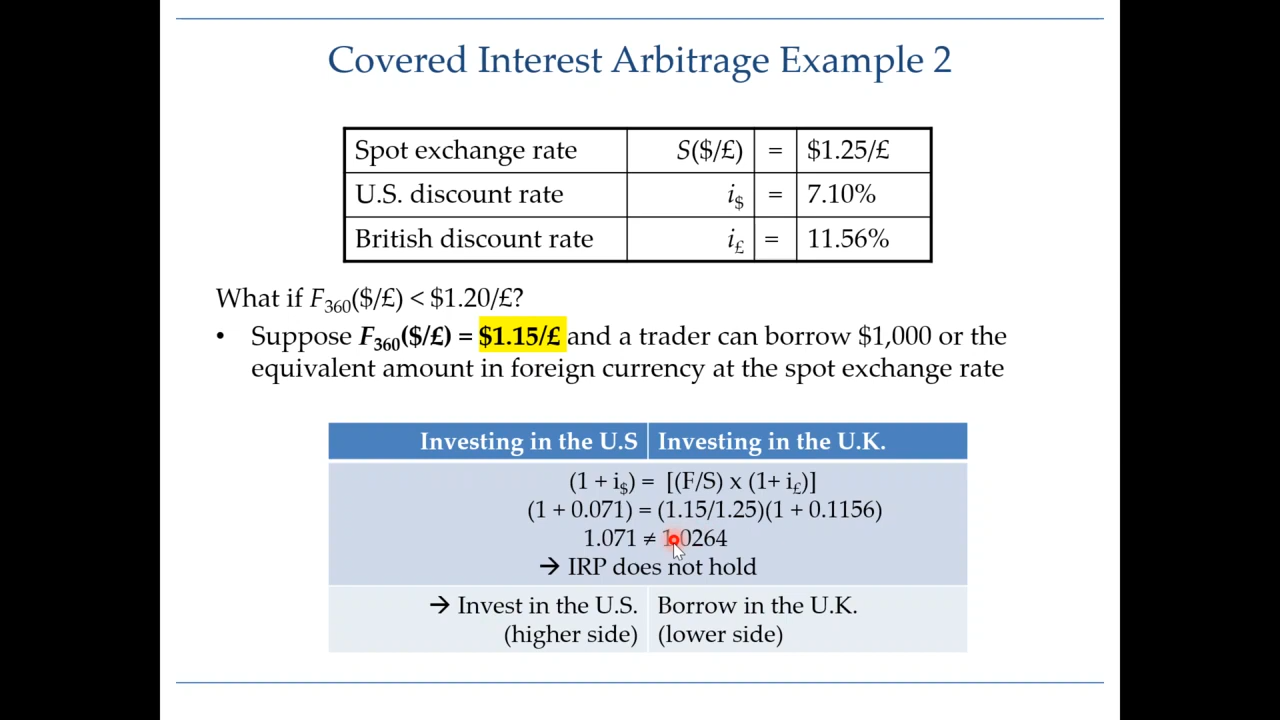 Covered Interest Arbitrage Example 2
Spot exchange rate S($/£) = $1.25/£
U.S. discount rate i$ = 7.10%
British discount rate i£ = 11.56%
What if F360($/£) < $1.20/£?
• Suppose F360($/£) = $1.15/£ and a trader can borrow $1,000 or the
equivalent amount in foreign currency at the spot exchange rate
Investing in the U.S Investing in the U.K.
(1 + i$) = [(F/S) x (1+ i£)]
(1 + 0.071) = (1.15/1.25)(1 + 0.1156)
1.071 ≠ 1.0264
→ IRP does not hold
→ Invest in the U.S. Borrow in the U.K.
(higher side) (lower side)